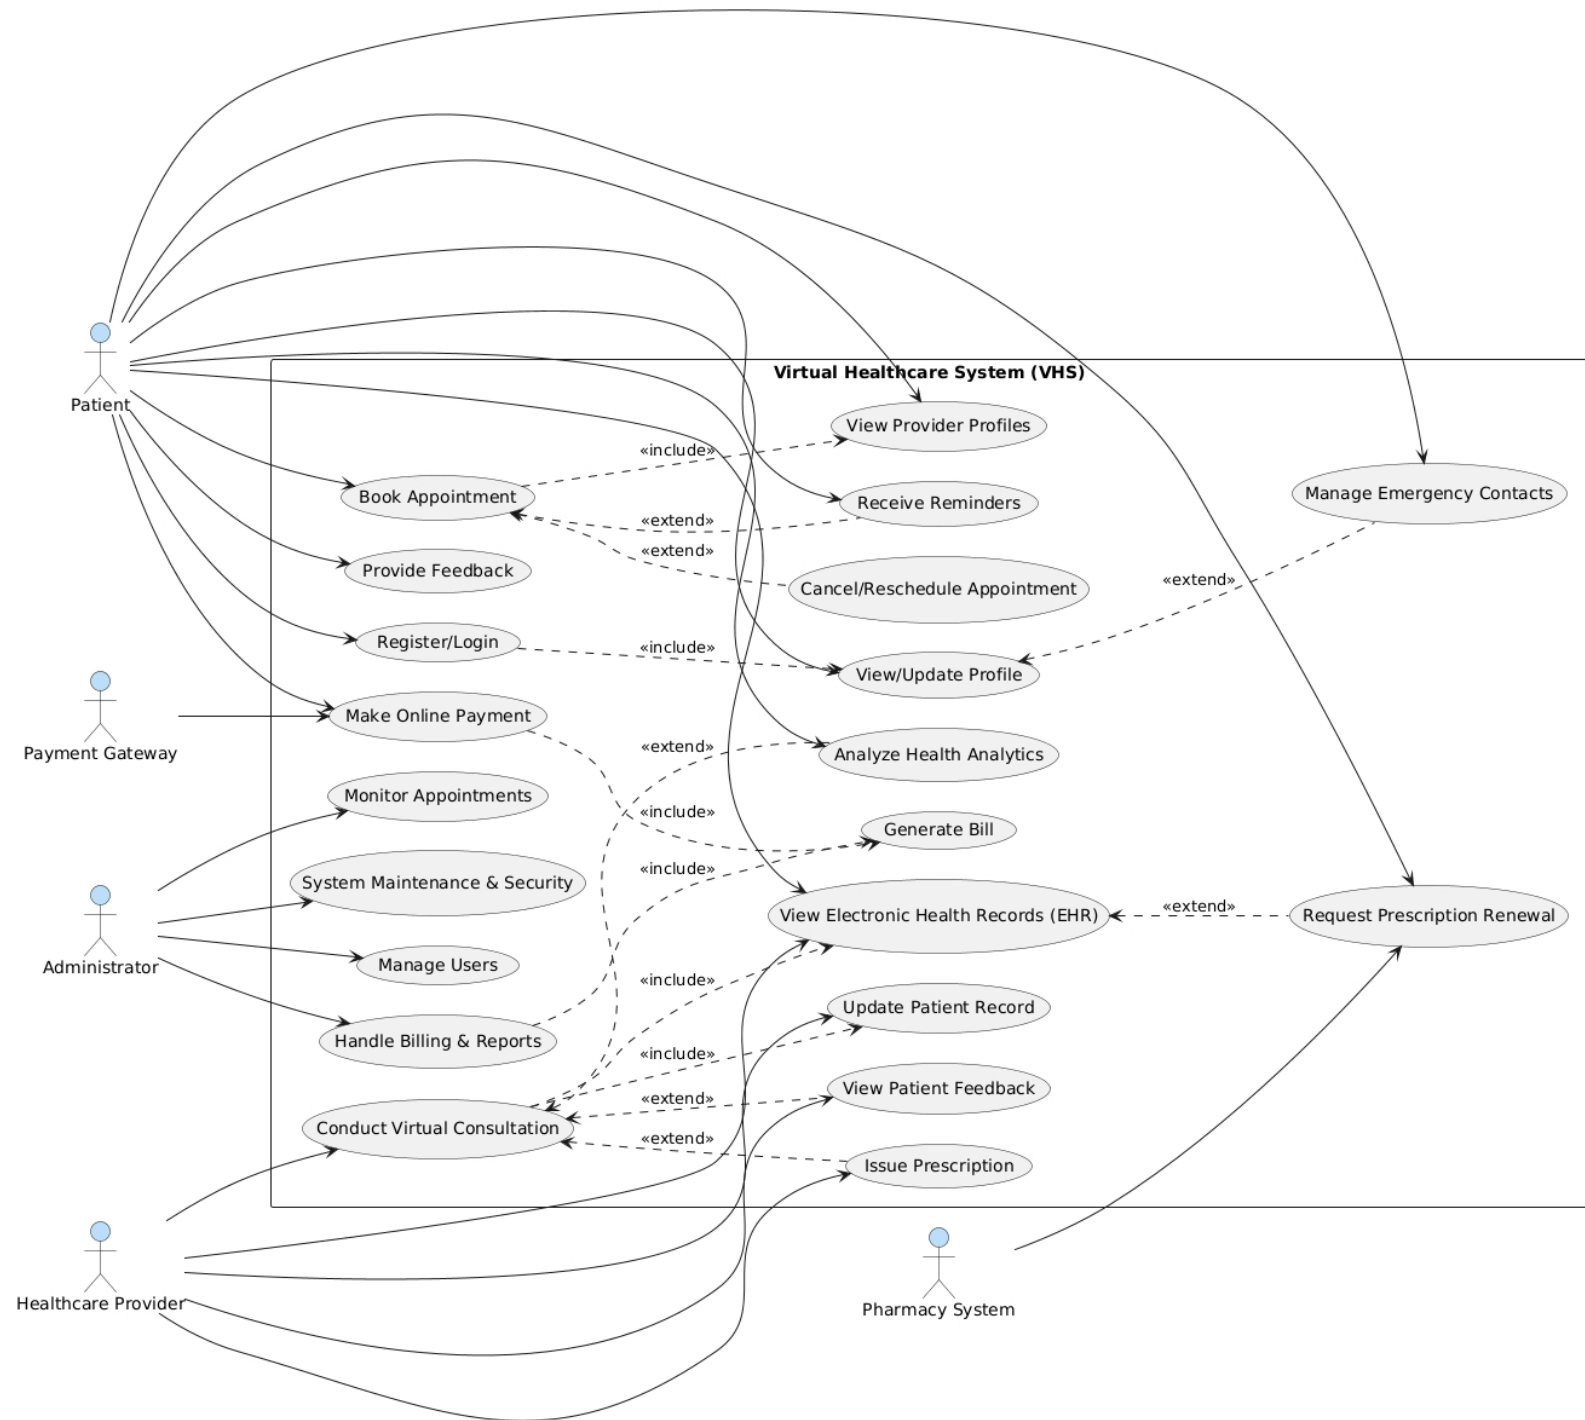 Virtual Healthcare System (VHS)
Patient
View Provider Profiles
«include»
Book Appointment
Receive Reminders
«extend»
Manage Emergency Contacts
«extend»
Provide Feedback
Cancel/Reschedule Appointment
«extend»
Register/Login
«include»
View/Update Profile
Payment Gateway
Make Online Payment
«extend»
Analyze Health Analytics
Monitor Appointments
«include»
Generate Bill
«include»
System Maintenance & Security
View Electronic Health Records (EHR)
«extend»
Request Prescription Renewal
Administrator
Manage Users
«include»
Update Patient Record
Handle Billing & Reports
«include»
View Patient Feedback
«extend»
Conduct Virtual Consultation
«extend»
Issue Prescription
Healthcare Provider
Pharmacy System